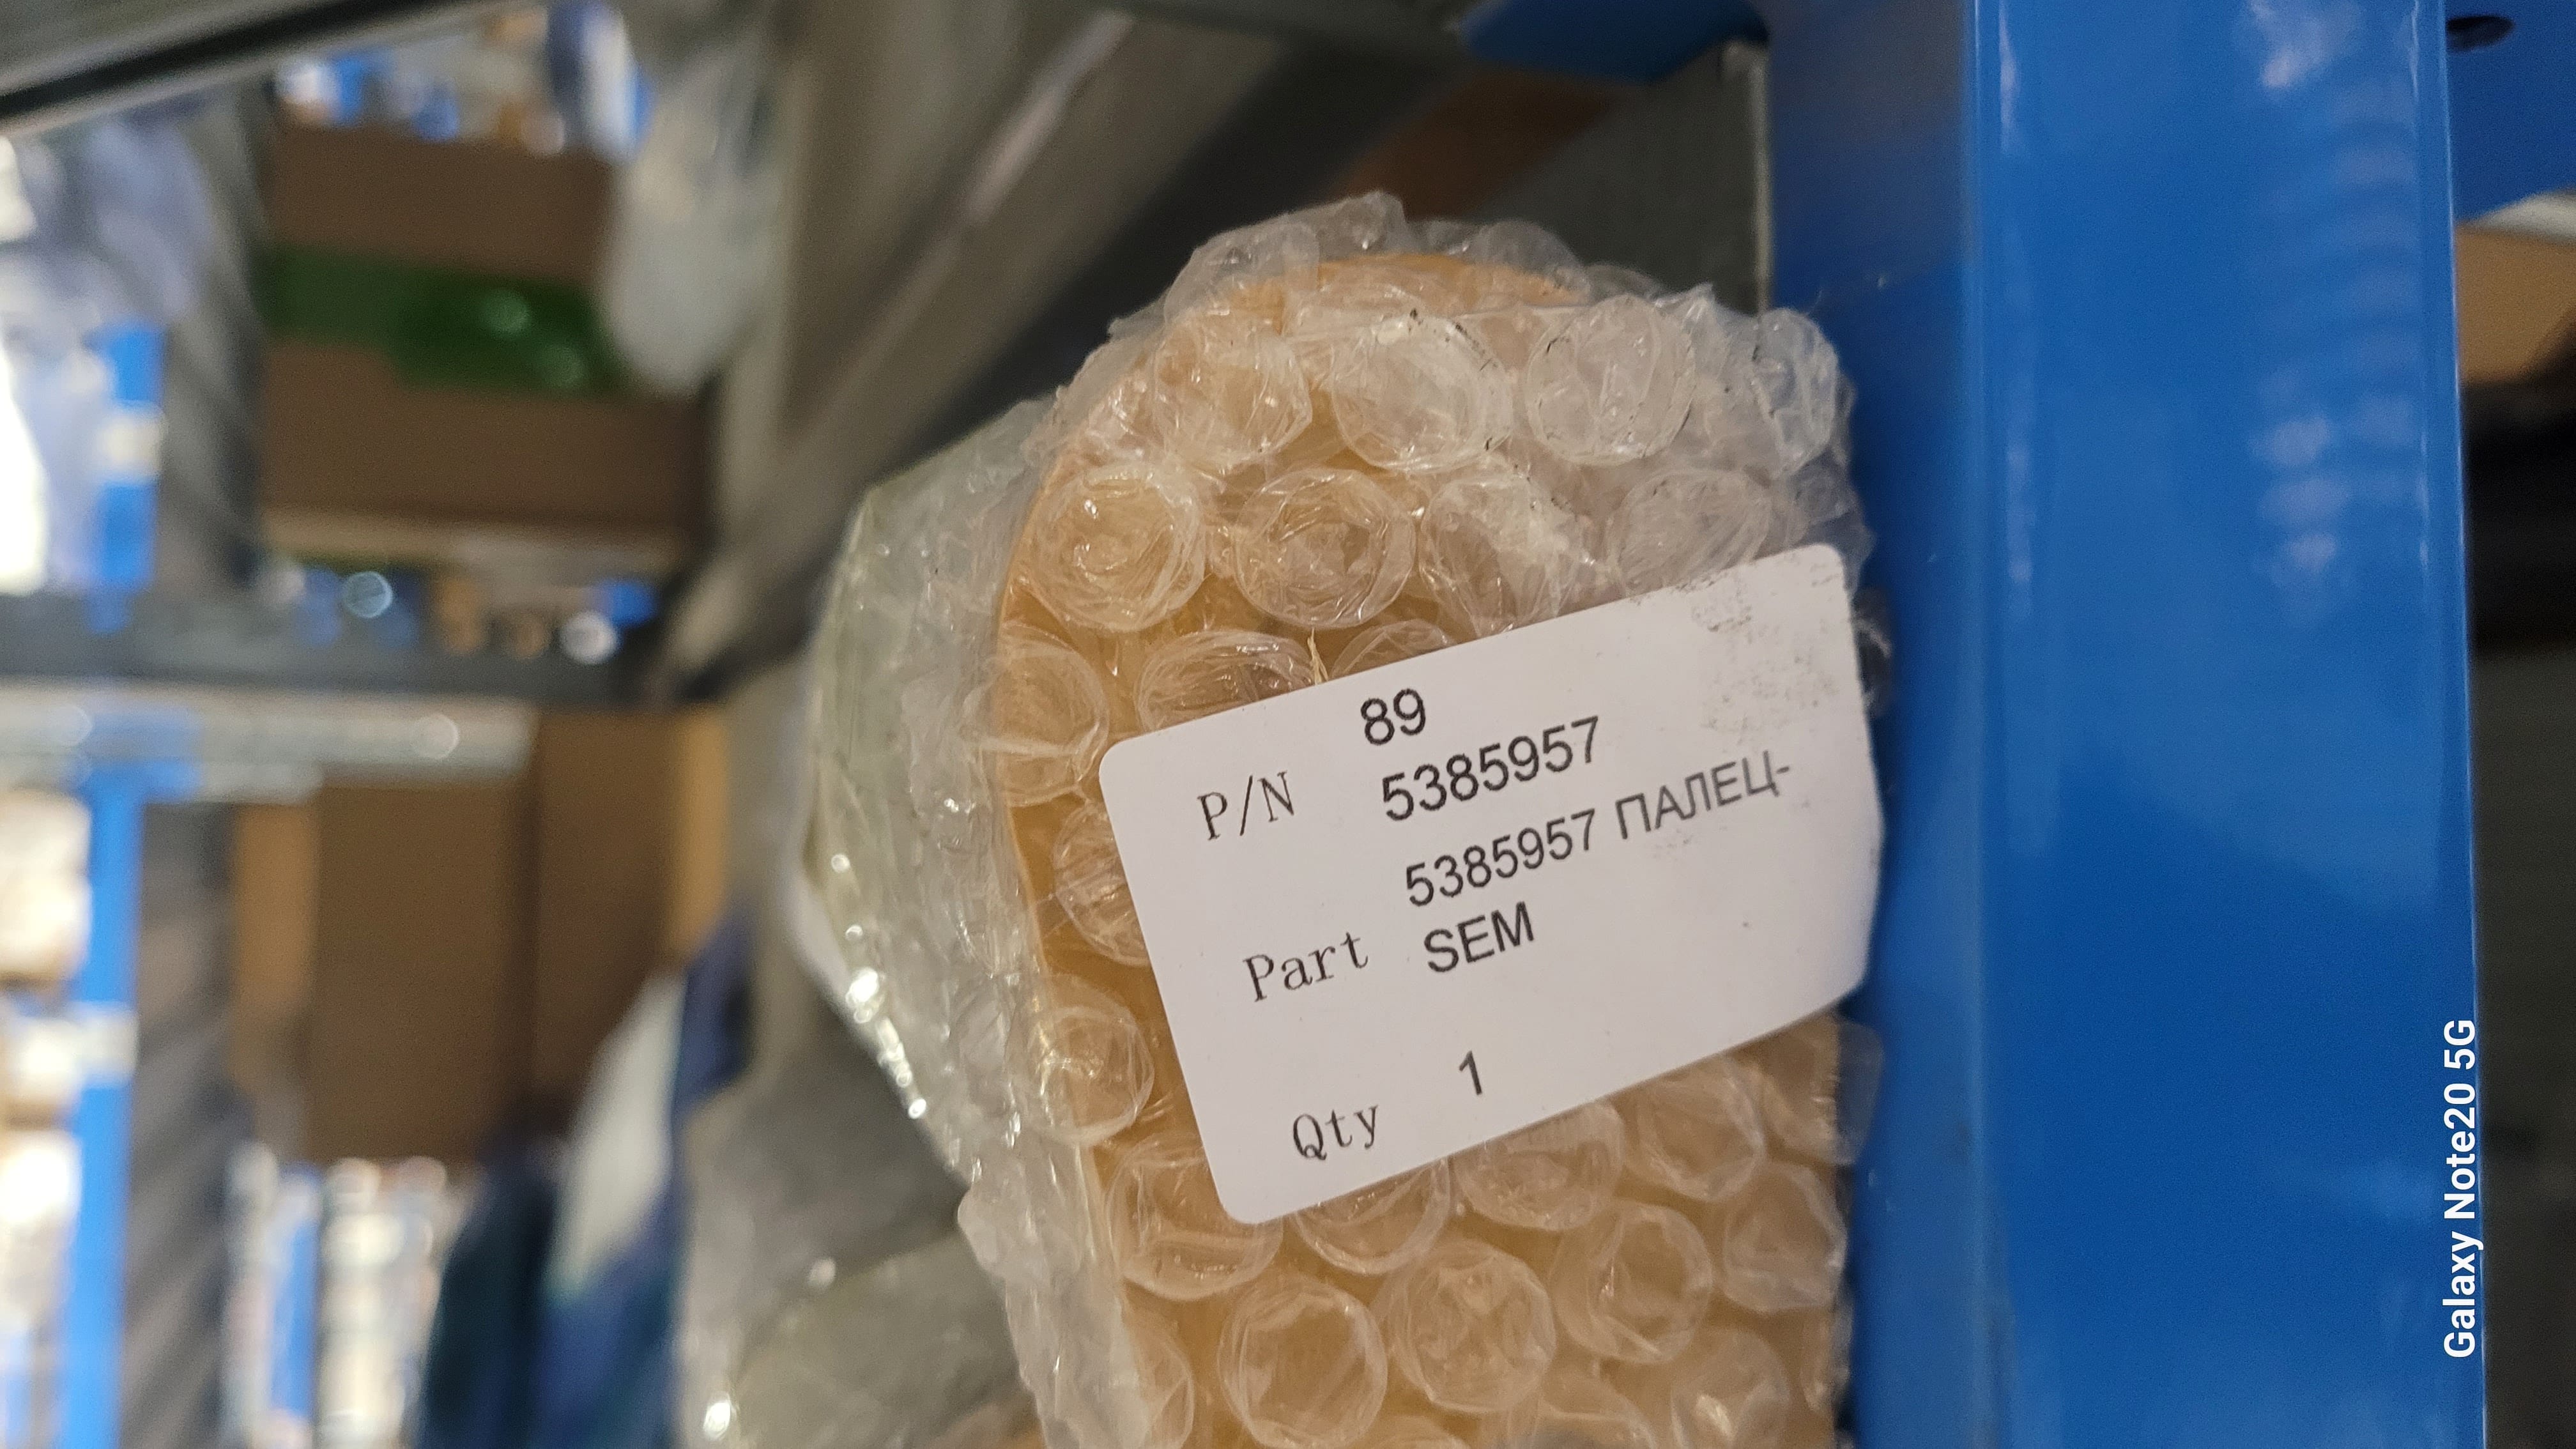 89
P/N 5385957
5385957 ПАЛЕЦ-
Part SEM
Qty 1
Galaxy Note20 5G